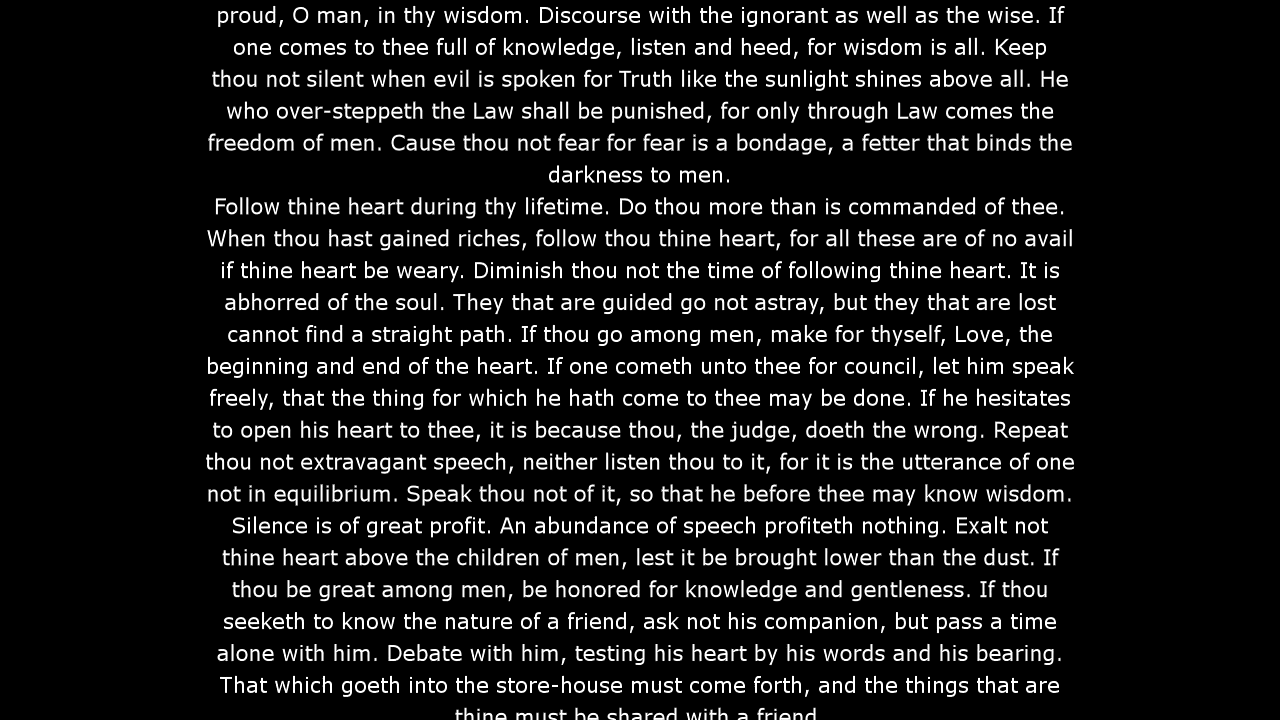 proud, O man, in thy wisdom. Discourse with the ignorant as well as the wise. If
one comes to thee full of knowledge, listen and heed, for wisdom is all. Keep
thou not silent when evil is spoken for Truth like the sunlight shines above all. He
who over-steppeth the Law shall be punished, for only through Law comes the
freedom of men. Cause thou not fear for fear is a bondage, a fetter that binds the
darkness to men.
Follow thine heart during thy lifetime. Do thou more than is commanded of thee.
When thou hast gained riches, follow thou thine heart, for all these are of no avail
if thine heart be weary. Diminish thou not the time of following thine heart. It is
abhorred of the soul. They that are guided go not astray, but they that are lost
cannot find a straight path. If thou go among men, make for thyself, Love, the
beginning and end of the heart. If one cometh unto thee for council, let him speak
freely, that the thing for which he hath come to thee may be done. If he hesitates
to open his heart to thee, it is because thou, the judge, doeth the wrong. Repeat
thou not extravagant speech, neither listen thou to it, for it is the utterance of one
not in equilibrium. Speak thou not of it, so that he before thee may know wisdom.
Silence is of great profit. An abundance of speech profiteth nothing. Exalt not
thine heart above the children of men, lest it be brought lower than the dust. If
thou be great among men, be honored for knowledge and gentleness. If thou
seeketh to know the nature of a friend, ask not his companion, but pass a time
alone with him. Debate with him, testing his heart by his words and his bearing.
That which goeth into the store-house must come forth, and the things that are
thine must be shared with a friend.